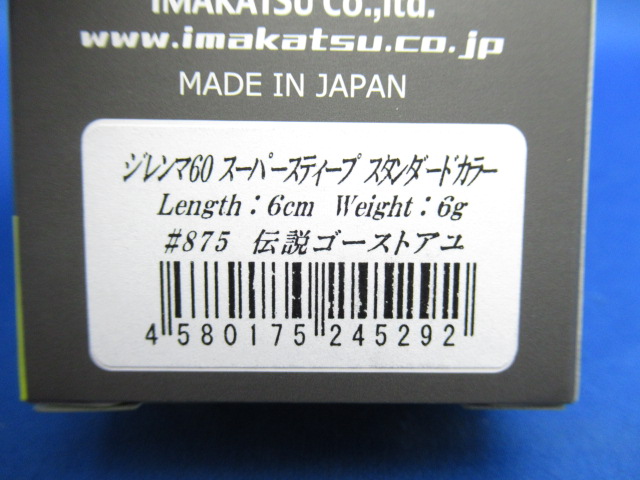 IMAKATSU Co.,ltd.
www.imakatsu.co.jp
MADE IN JAPAN
ジレンマ60 スーパースティープ スタンダードカラー
Length：6cm Weight：6g
#875 伝説ゴーストアユ
4 580175 245292